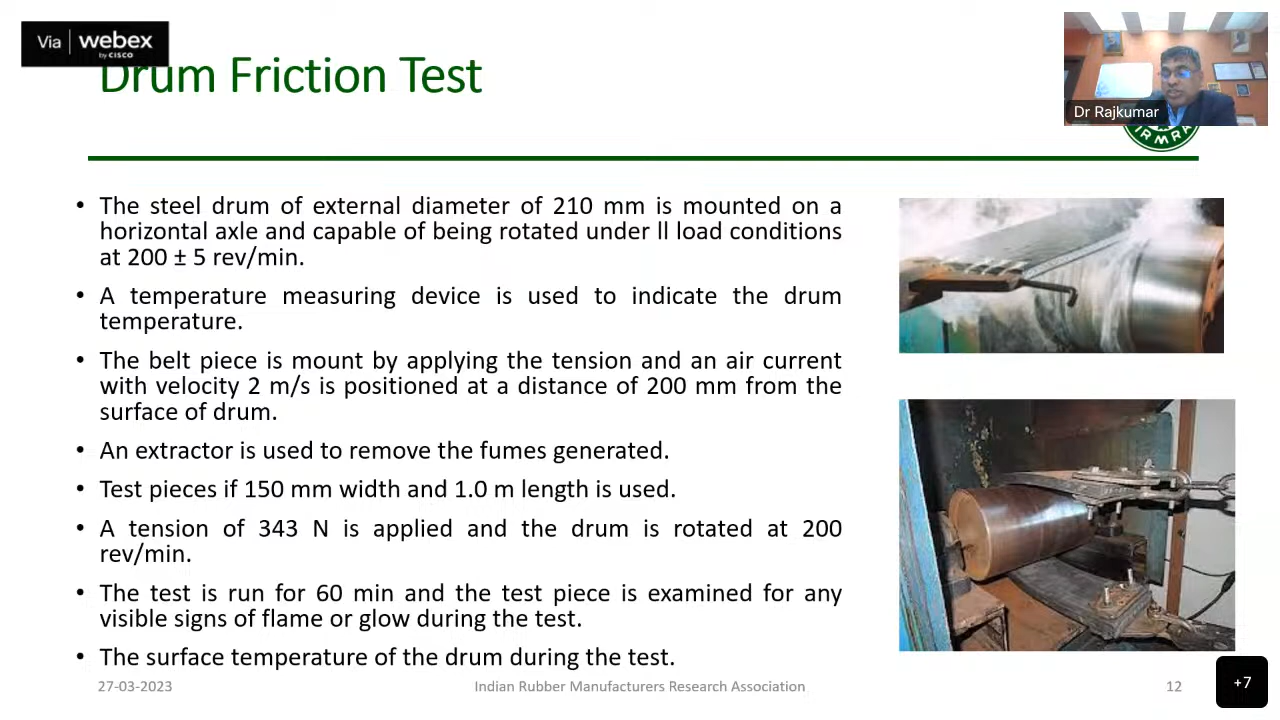 Via webex
by CISCO
Drum Friction Test
Dr Rajkumar
IRMRA
• The steel drum of external diameter of 210 mm is mounted on a
horizontal axle and capable of being rotated under ll load conditions
at 200 ± 5 rev/min.
• A temperature measuring device is used to indicate the drum
temperature.
• The belt piece is mount by applying the tension and an air current
with velocity 2 m/s is positioned at a distance of 200 mm from the
surface of drum.
• An extractor is used to remove the fumes generated.
• Test pieces if 150 mm width and 1.0 m length is used.
• A tension of 343 N is applied and the drum is rotated at 200
rev/min.
• The test is run for 60 min and the test piece is examined for any
visible signs of flame or glow during the test.
• The surface temperature of the drum during the test.
27-03-2023
Indian Rubber Manufacturers Research Association
12
+7